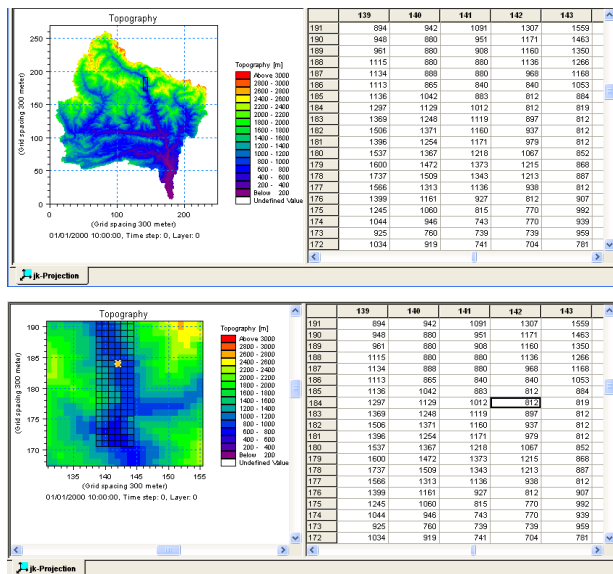 Topography
250
200
150
100
50
0
(Grid spacing 300 meter)
0 100 200
(Grid spacing 300 meter)
01/01/2000 10:00:00, Time step: 0, Layer: 0
Topography [m]
Above 3000
2800 - 3000
2600 - 2800
2400 - 2600
2200 - 2400
2000 - 2200
1800 - 2000
1600 - 1800
1400 - 1600
1200 - 1400
1000 - 1200
800 - 1000
600 - 800
400 - 600
200 - 400
Below 200
Undefined Value
139 140 141 142 143
191 894 942 1091 1307 1559
190 948 880 951 1171 1463
189 961 880 908 1160 1350
188 1115 880 880 1136 1266
187 1134 888 880 968 1168
186 1113 865 840 840 1053
185 1136 1042 883 812 884
184 1297 1129 1012 812 819
183 1369 1248 1119 897 812
182 1506 1371 1160 937 812
181 1396 1254 1171 979 812
180 1537 1367 1218 1067 852
179 1600 1472 1373 1215 868
178 1737 1509 1343 1213 887
177 1566 1313 1136 938 812
176 1399 1161 927 812 907
175 1245 1060 815 770 992
174 1044 946 743 770 939
173 925 760 739 739 959
172 1034 919 741 704 781
jk-Projection
Topography
190
185
180
175
170
(Grid spacing 300 meter)
135 140 145 150 155
(Grid spacing 300 meter)
01/01/2000 10:00:00, Time step: 0, Layer: 0
Topography [m]
Above 3000
2800 - 3000
2600 - 2800
2400 - 2600
2200 - 2400
2000 - 2200
1800 - 2000
1600 - 1800
1400 - 1600
1200 - 1400
1000 - 1200
800 - 1000
600 - 800
400 - 600
200 - 400
Below 200
Undefined Value
139 140 141 142 143
191 894 942 1091 1307 1559
190 948 880 951 1171 1463
189 961 880 908 1160 1350
188 1115 880 880 1136 1266
187 1134 888 880 968 1168
186 1113 865 840 840 1053
185 1136 1042 883 812 884
184 1297 1129 1012 812 819
183 1369 1248 1119 897 812
182 1506 1371 1160 937 812
181 1396 1254 1171 979 812
180 1537 1367 1218 1067 852
179 1600 1472 1373 1215 868
178 1737 1509 1343 1213 887
177 1566 1313 1136 938 812
176 1399 1161 927 812 907
175 1245 1060 815 770 992
174 1044 946 743 770 939
173 925 760 739 739 959
172 1034 919 741 704 781
jk-Projection